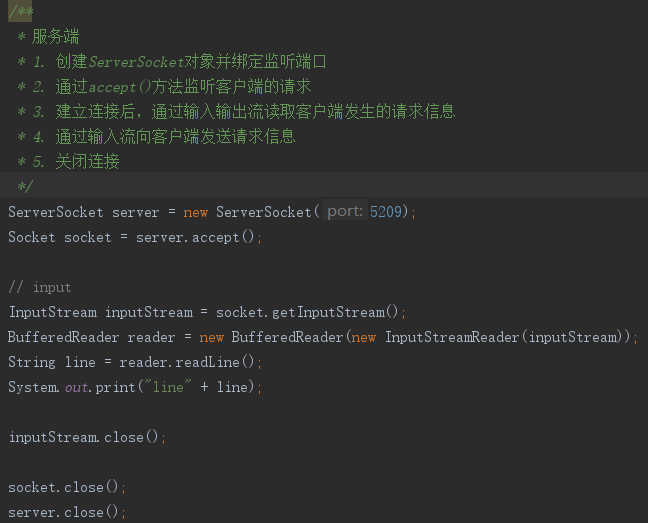 /**
 * 服务端
 * 1. 创建ServerSocket对象并绑定监听端口
 * 2. 通过accept()方法监听客户端的请求
 * 3. 建立连接后，通过输入输出流读取客户端发生的请求信息
 * 4. 通过输入流向客户端发送请求信息
 * 5. 关闭连接
 */
ServerSocket server = new ServerSocket( port: 5209);
Socket socket = server.accept();
// input
InputStream inputStream = socket.getInputStream();
BufferedReader reader = new BufferedReader(new InputStreamReader(inputStream));
String line = reader.readLine();
System.out.print("line" + line);
inputStream.close();
socket.close();
server.close();